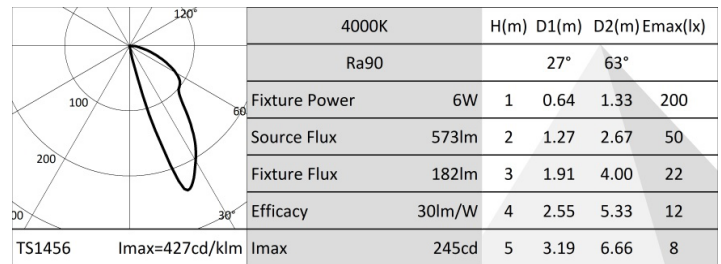 120°
100
60
200
30°
TS1456 Imax=427cd/klm
4000K H(m) D1(m) D2(m) Emax(lx)
Ra90 27° 63°
Fixture Power 6W 1 0.64 1.33 200
Source Flux 573lm 2 1.27 2.67 50
Fixture Flux 182lm 3 1.91 4.00 22
Efficacy 30lm/W 4 2.55 5.33 12
Imax 245cd 5 3.19 6.66 8